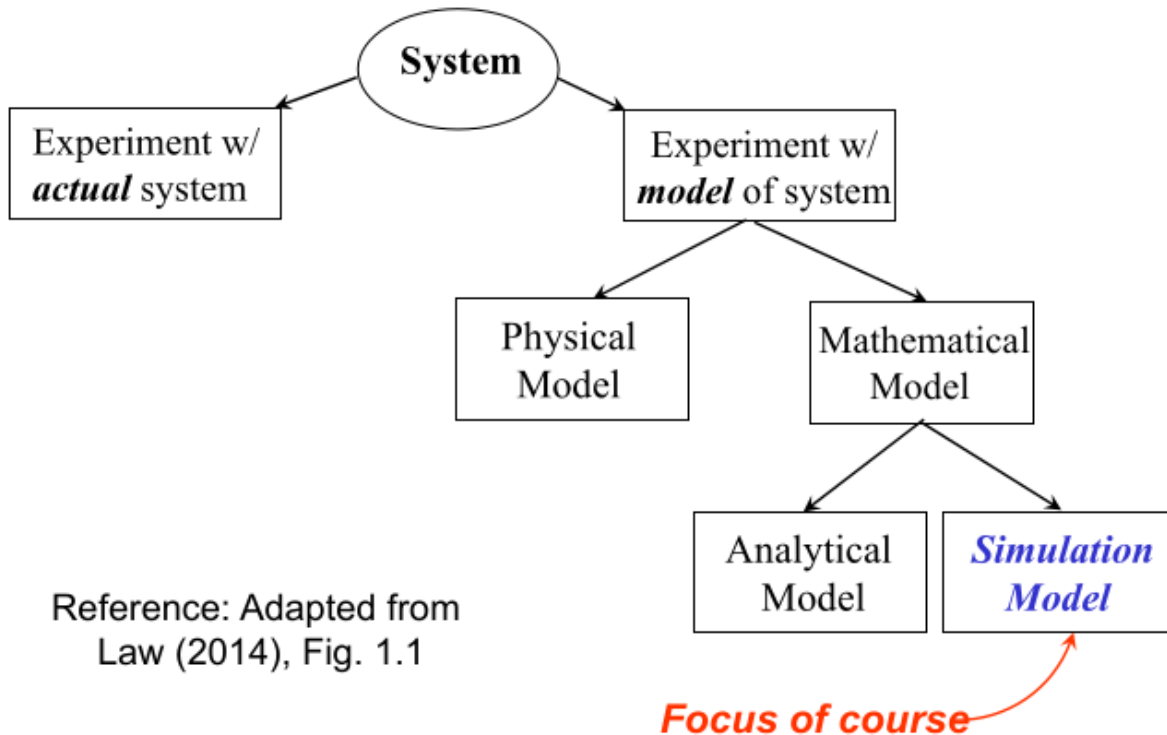 System
Experiment w/
actual system
Experiment w/
model of system
Physical
Model
Mathematical
Model
Analytical
Model
Simulation
Model
Reference: Adapted from
Law (2014), Fig. 1.1
Focus of course